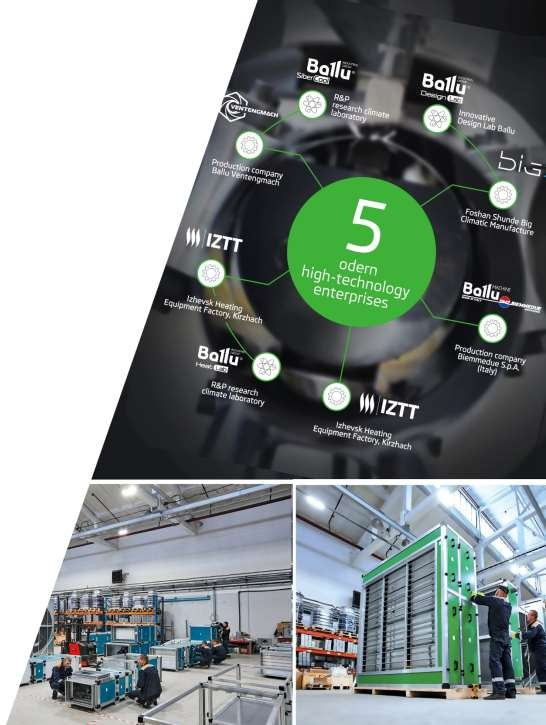 Ballu
SiberCool
R&P
research climate
laboratory
Ballu
Design Lab
Innovative
Design Lab Ballu
VENTENGMACH
Production company
Ballu Ventengmach
BIG
Foshan Shunde Big
Climatic Manufacture
5
odern
high-technology
enterprises
IZTT
Izhevsk Heating
Equipment Factory, Kirzhach
Ballu
MACHINE
BIEMMEDUE
Production company
Biemmedue S.p.A.
(Italy)
Ballu
Heat Lab
R&P research
climate laboratory
IZTT
Izhevsk Heating
Equipment Factory, Kirzhach